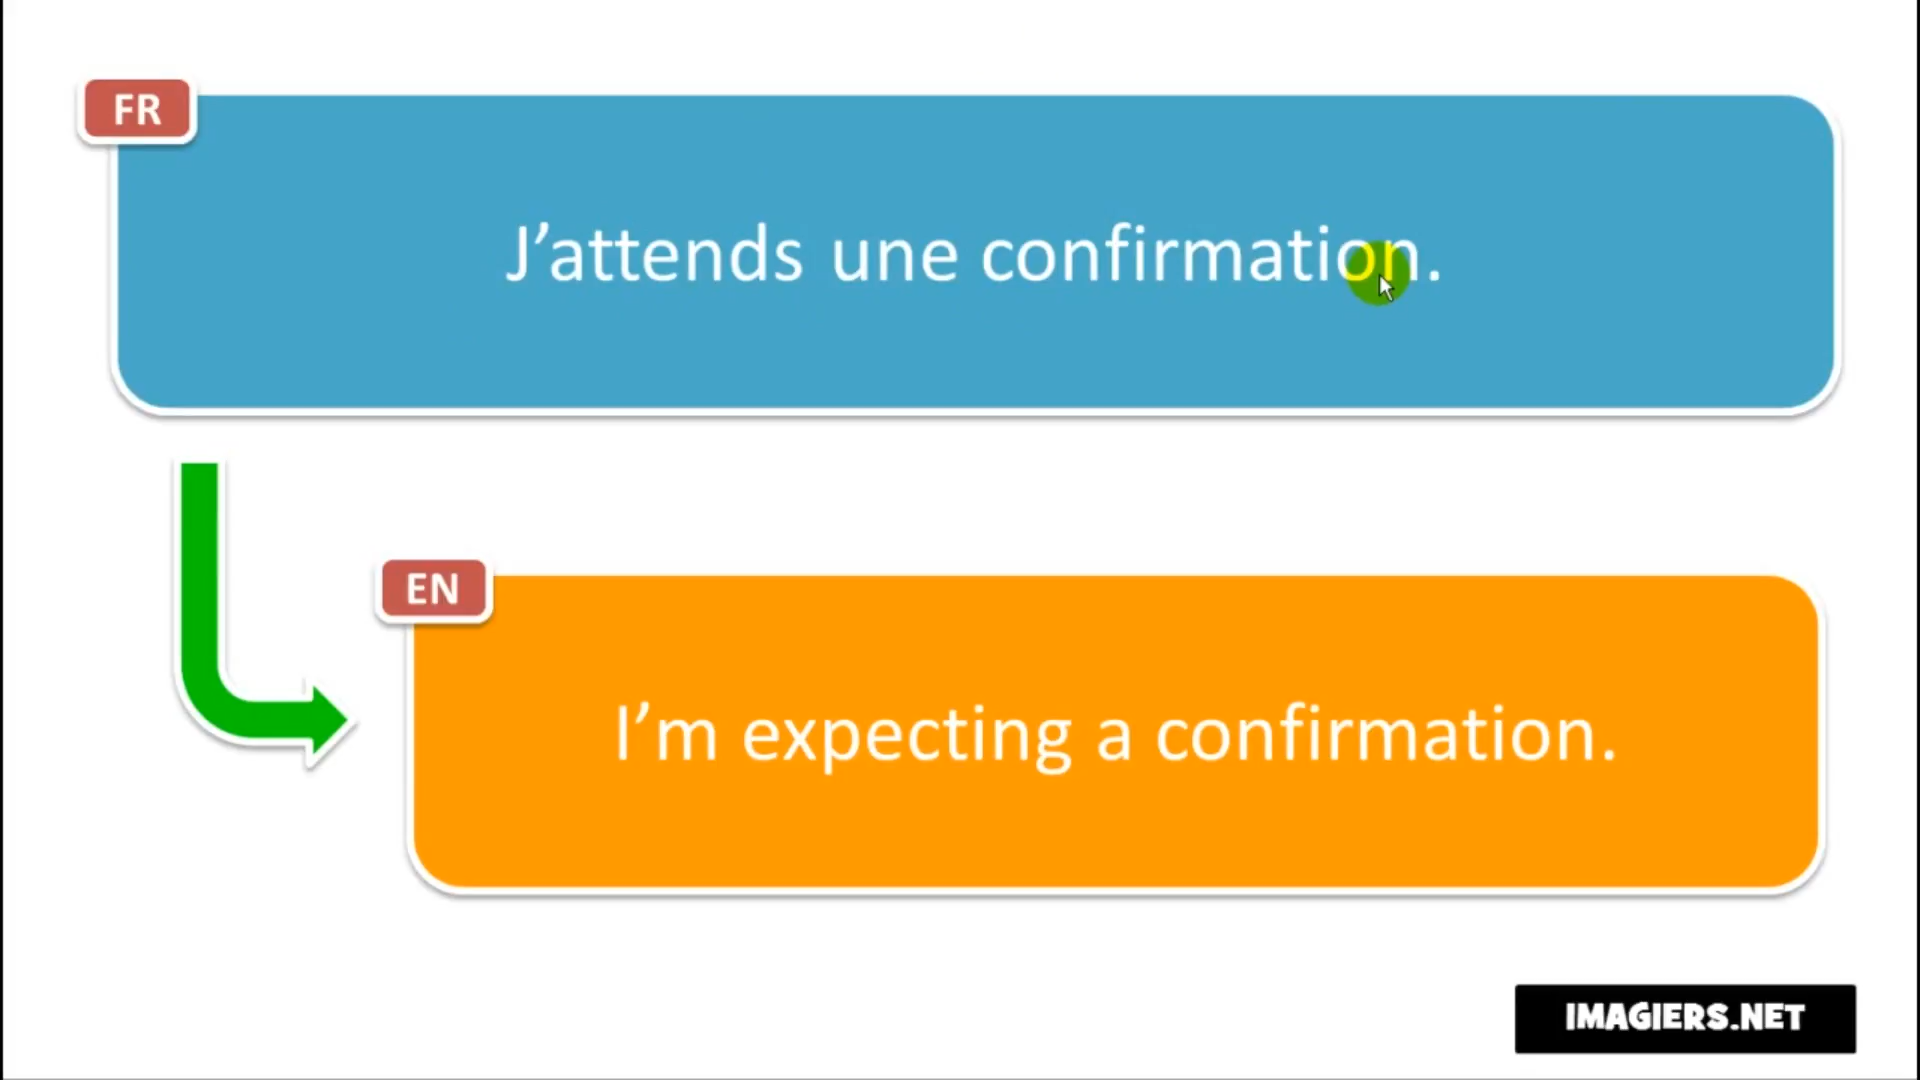 FR
J’attends une confirmation.
EN
I’m expecting a confirmation.
IMAGIERS.NET